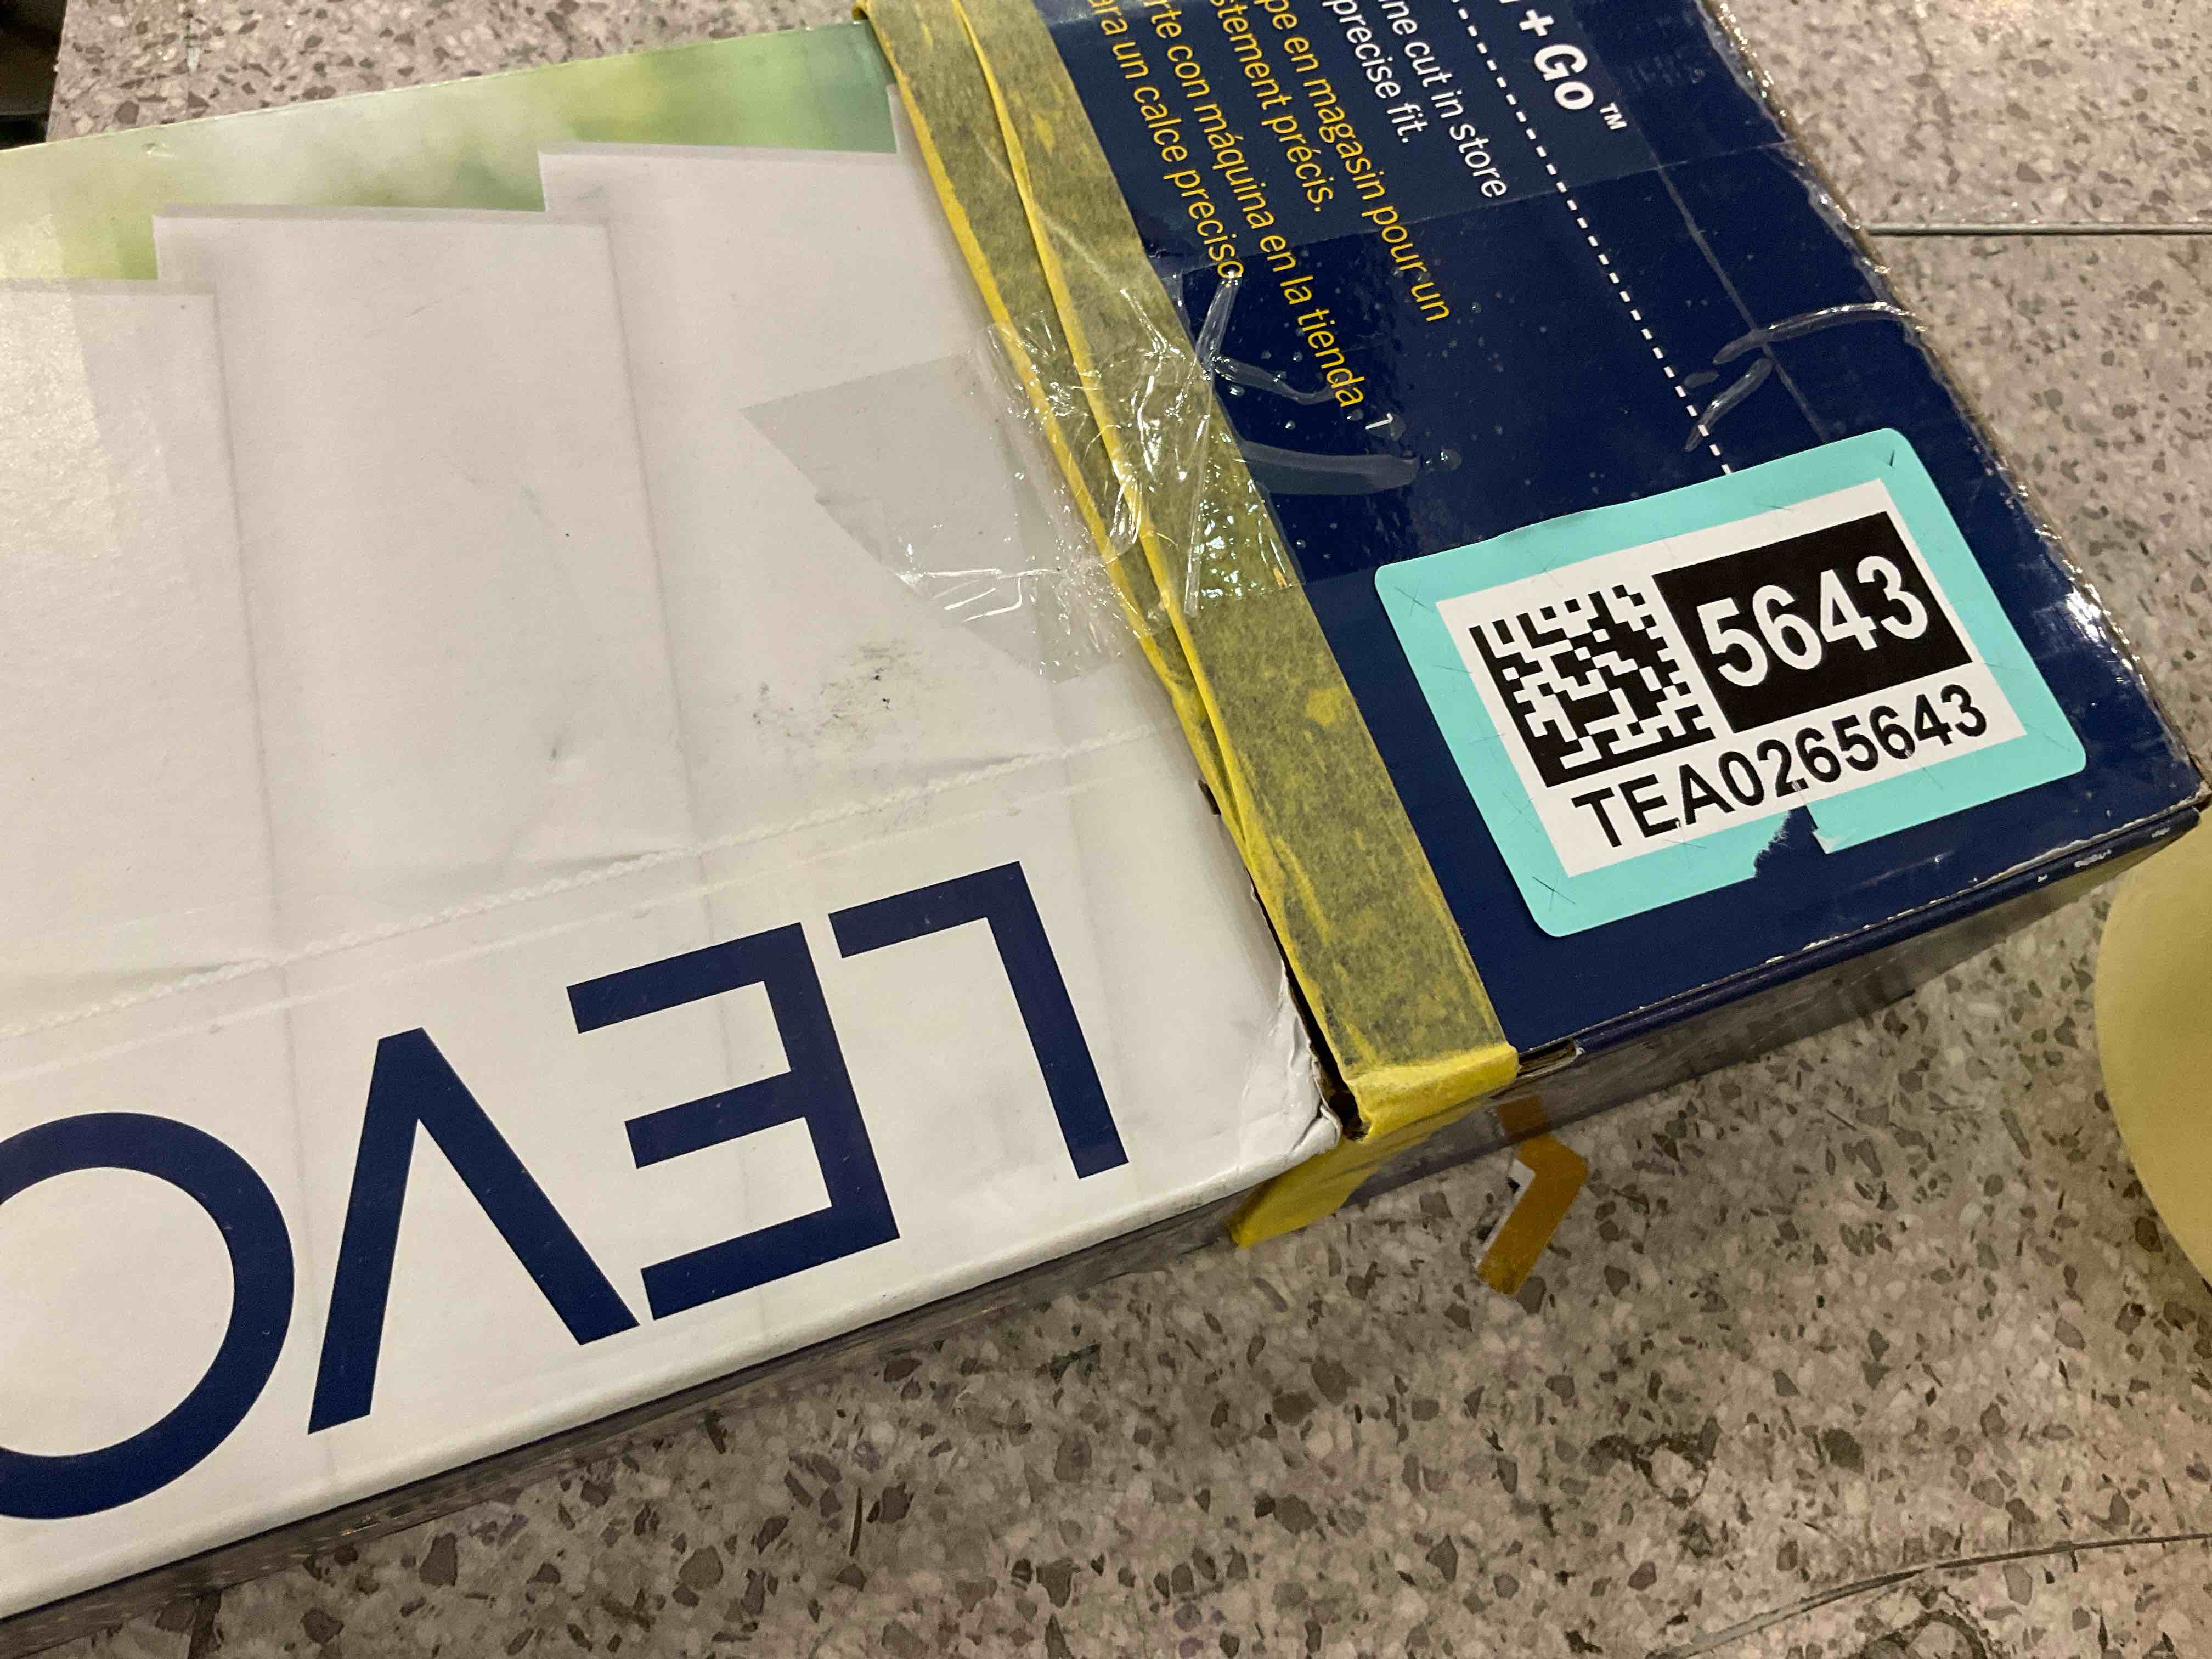 +Go™
ne cut in store
precise fit.
pe en magasin pour un
stement précis.
rte con máquina en la tienda
ara un calce preciso
5643
TEA0265643
LEVO